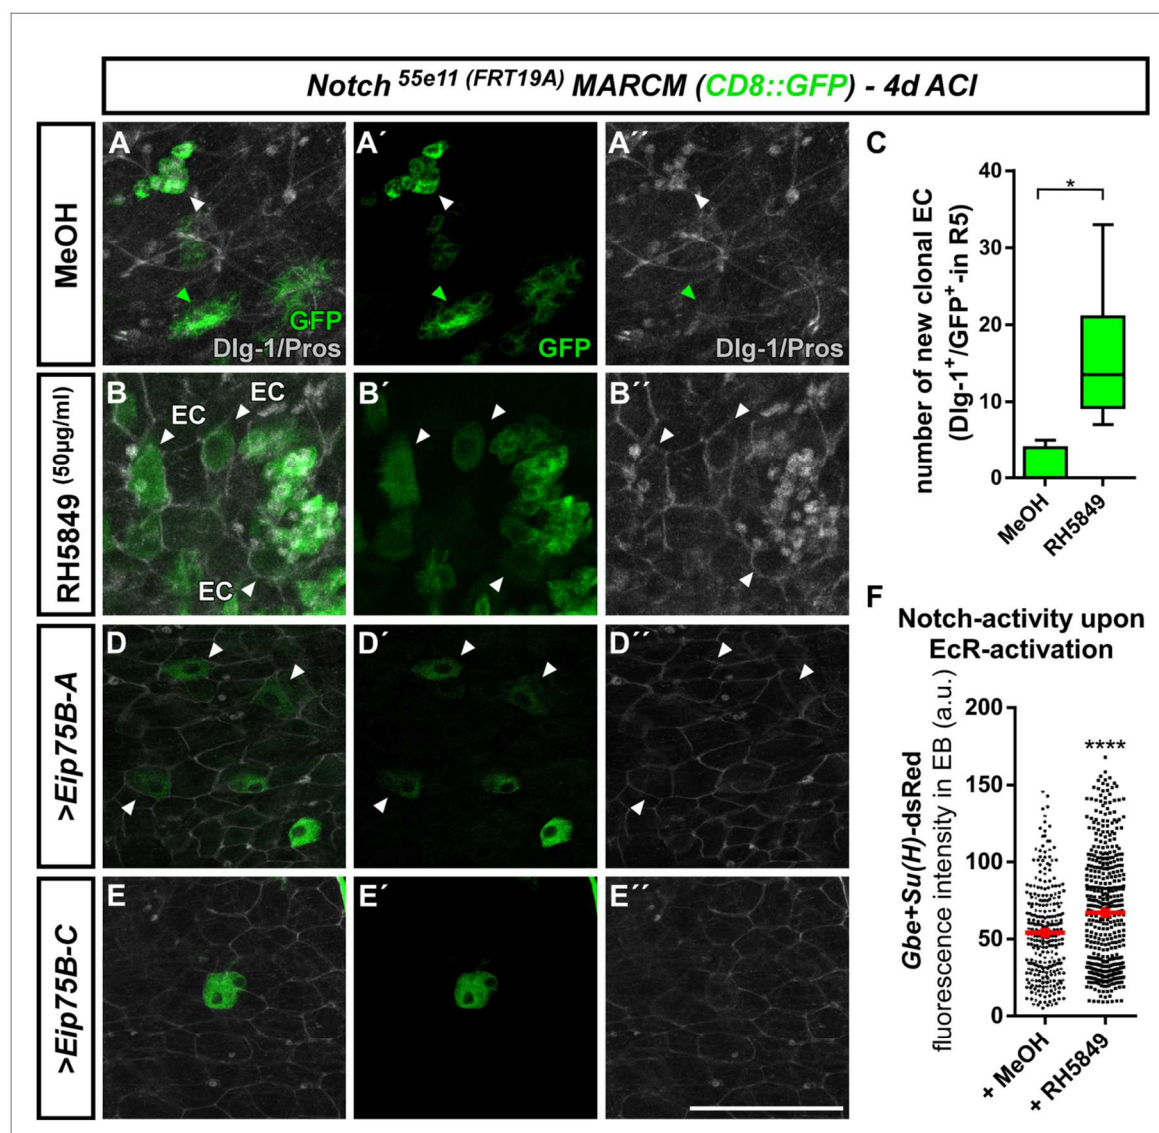 Notch 55e11 (FRT19A) MARCM (CD8::GFP) - 4d ACI
MeOH
A
GFP
Dlg-1/Pros
A´
GFP
A´´
Dlg-1/Pros
C
number of new clonal EC
(Dlg-1+/GFP+-in R5)
40
30
20
10
0
*
MeOH
RH5849
RH5849 (50µg/ml)
B
EC
EC
EC
B´
B´´
>Eip75B-A
D
D´
D´´
>Eip75B-C
E
E´
E´´
F
Notch-activity upon
EcR-activation
Gbe+Su(H)-dsRed
fluorescence intensity in EB (a.u.)
200
150
100
50
0
****
+ MeOH
+ RH5849